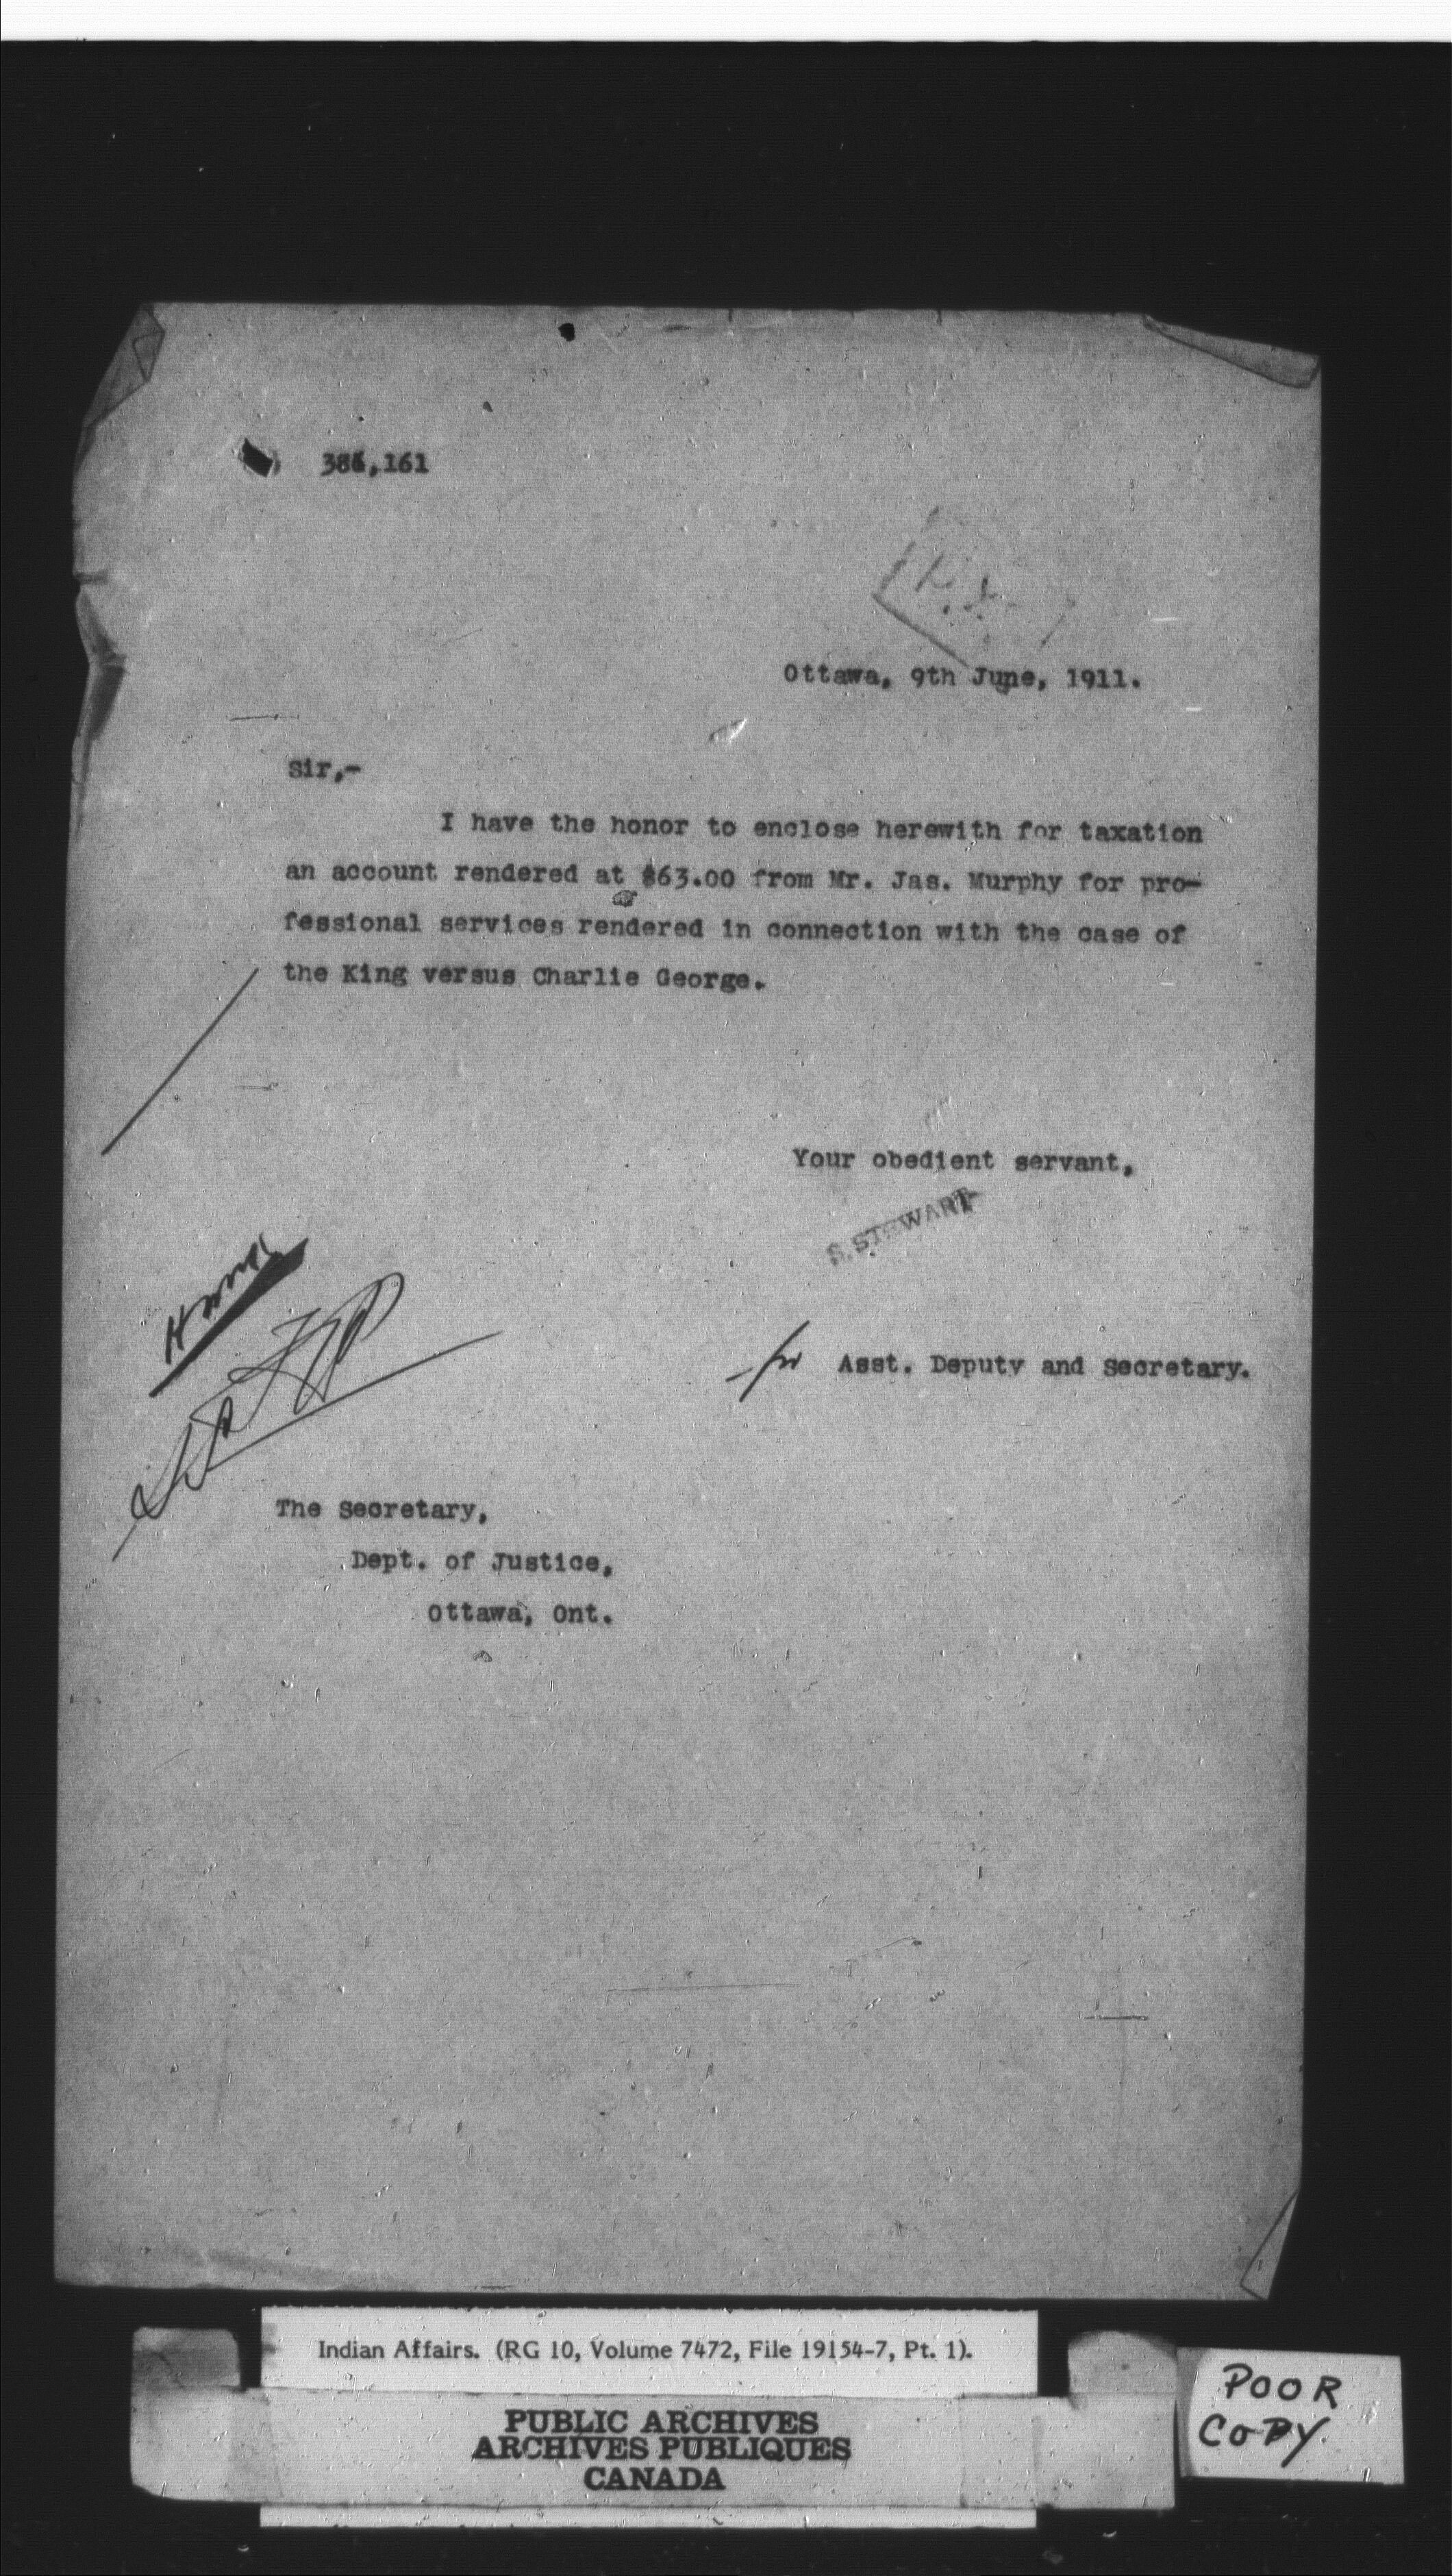 386,161
Ottawa, 9th June, 1911.
Sir,-
I have the honor to enclose herewith for taxation
an account rendered at $63.00 from Mr. Jas. Murphy for pro-
fessional services rendered in connection with the case of
the King versus Charlie George.
Your obedient servant,
S. STEWART
for Asst. Deputy and Secretary.
The Secretary,
Dept. of Justice,
Ottawa, Ont.
Indian Affairs. (RG 10, Volume 7472, File 19154-7, Pt. 1).
PUBLIC ARCHIVES
ARCHIVES PUBLIQUES
CANADA
POOR
COPY.